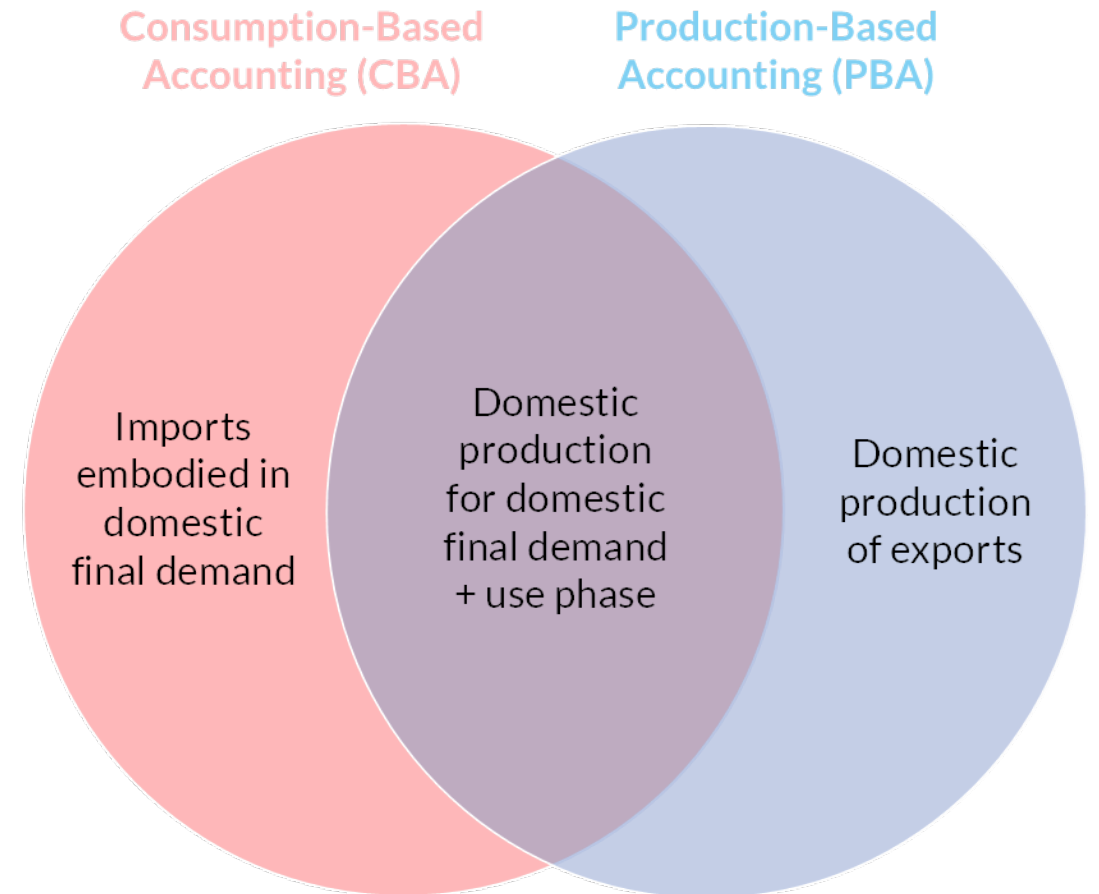 Consumption-Based
Accounting (CBA)
Production-Based
Accounting (PBA)
Imports
embodied in
domestic
final demand
Domestic
production
for domestic
final demand
+ use phase
Domestic
production
of exports